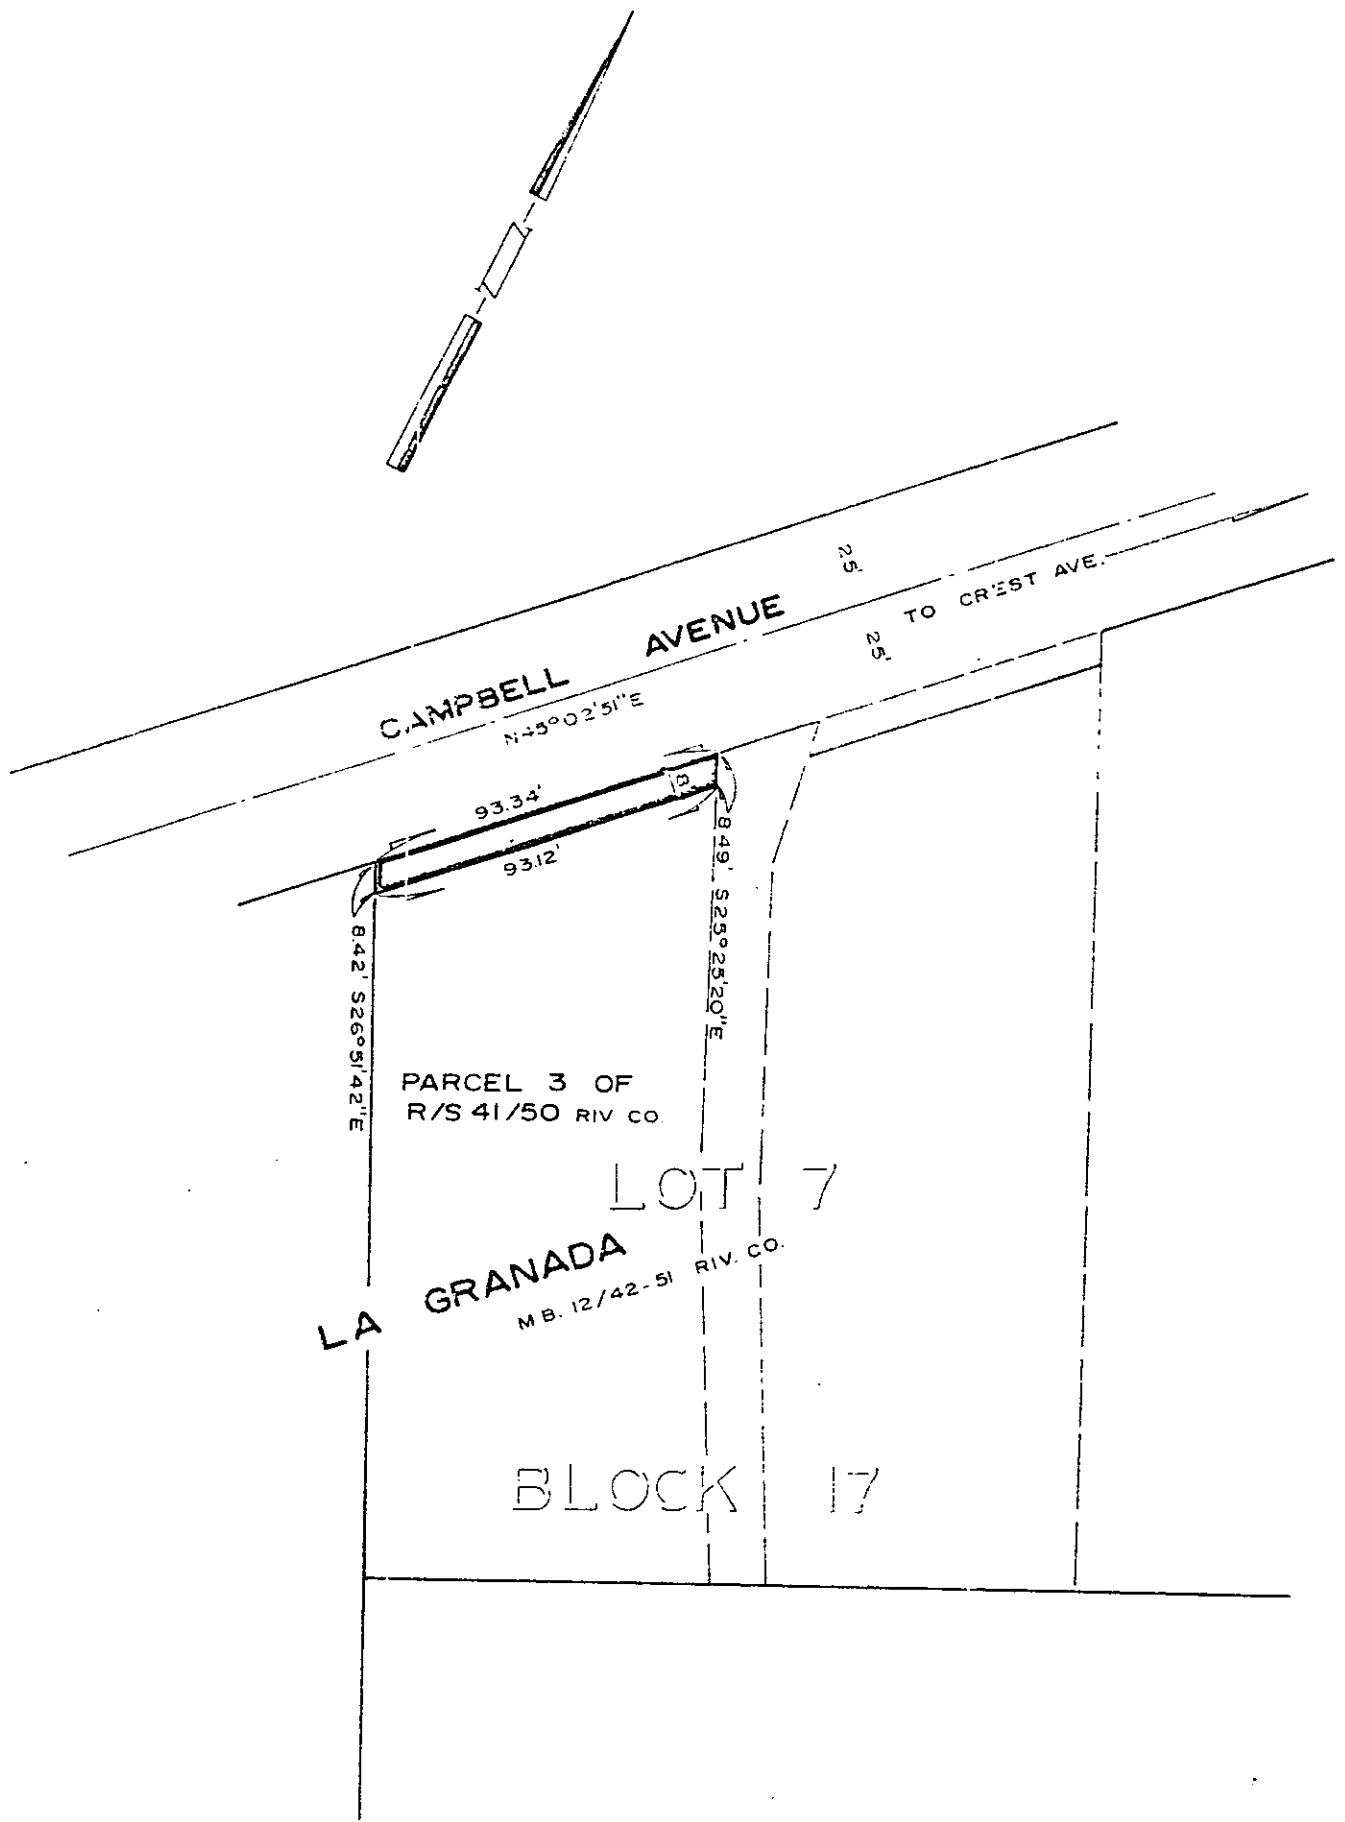 25'
CAMPBELL AVENUE
25'
TO CREST AVE.
N45°02'51"E
93.34'
8'
93.12'
8.49' S25°25'20"E
8.42' S26°51'42"E
PARCEL 3 OF
R/S 41/50 RIV CO.
LOT 7
LA GRANADA
M B. 12/42-51 RIV. CO.
BLOCK 17